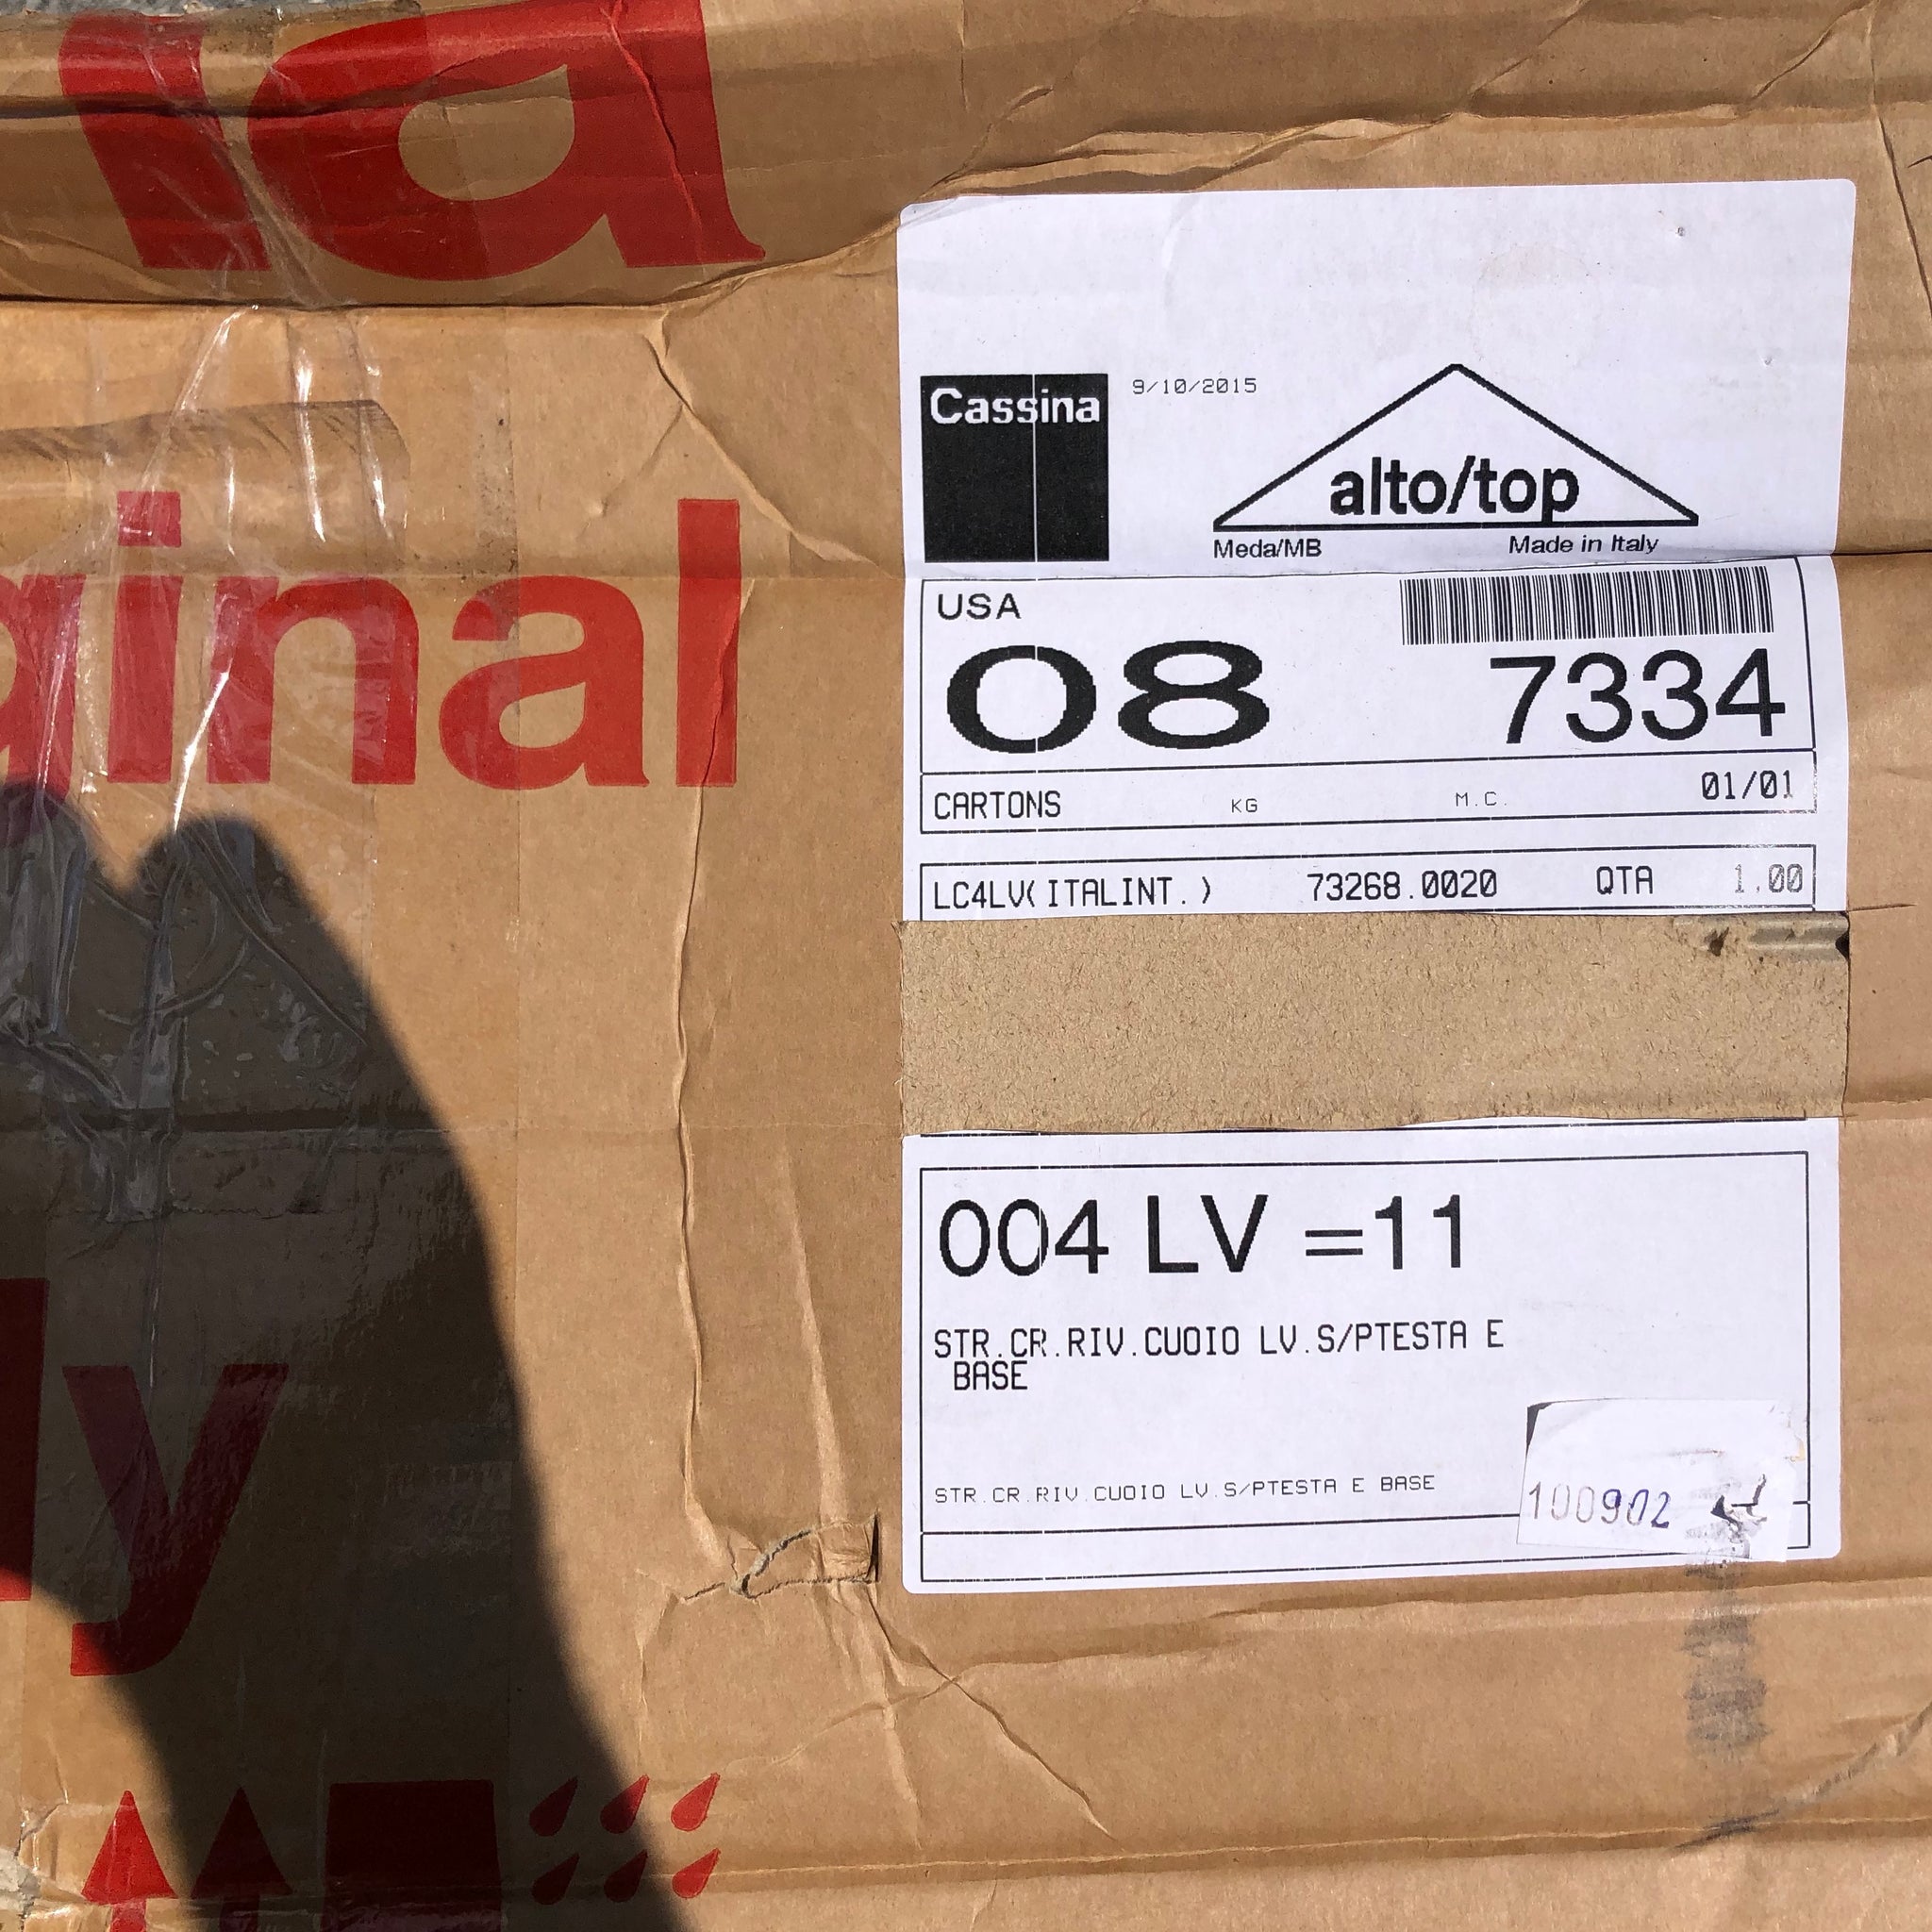 ia
ginal
ly
Cassina
9/10/2015
alto/top
Meda/MB
Made in Italy
USA
08
7334
CARTONS KG M.C. 01/01
LC4LV(ITALINT.) 73268.0020 QTA 1.00
004 LV =11
STR.CR.RIV.CUOIO LV.S/PTESTA E
BASE
STR.CR.RIV.CUOIO LV.S/PTESTA E BASE
100902